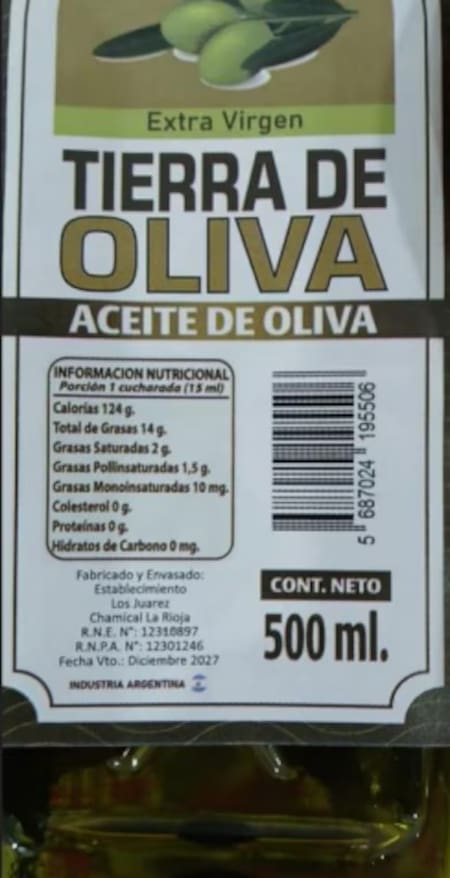 Extra Virgen
TIERRA DE
OLIVA
ACEITE DE OLIVA
INFORMACION NUTRICIONAL
Porción 1 cucharada (15 ml)
Calorías 124 g.
Total de Grasas 14 g.
Grasas Saturadas 2 g.
Grasas Pollinsaturadas 1,5 g.
Grasas Monoinsaturadas 10 mg.
Colesterol 0 g.
Proteínas 0 g.
Hidratos de Carbono 0 mg.
5 687024 195506
Fabricado y Envasado:
Establecimiento
Los Juarez
Chamical La Rioja
R.N.E. N°: 12310897
R.N.P.A. N°: 12301246
Fecha Vto.: Diciembre 2027
INDUSTRIA ARGENTINA
CONT. NETO
500 ml.